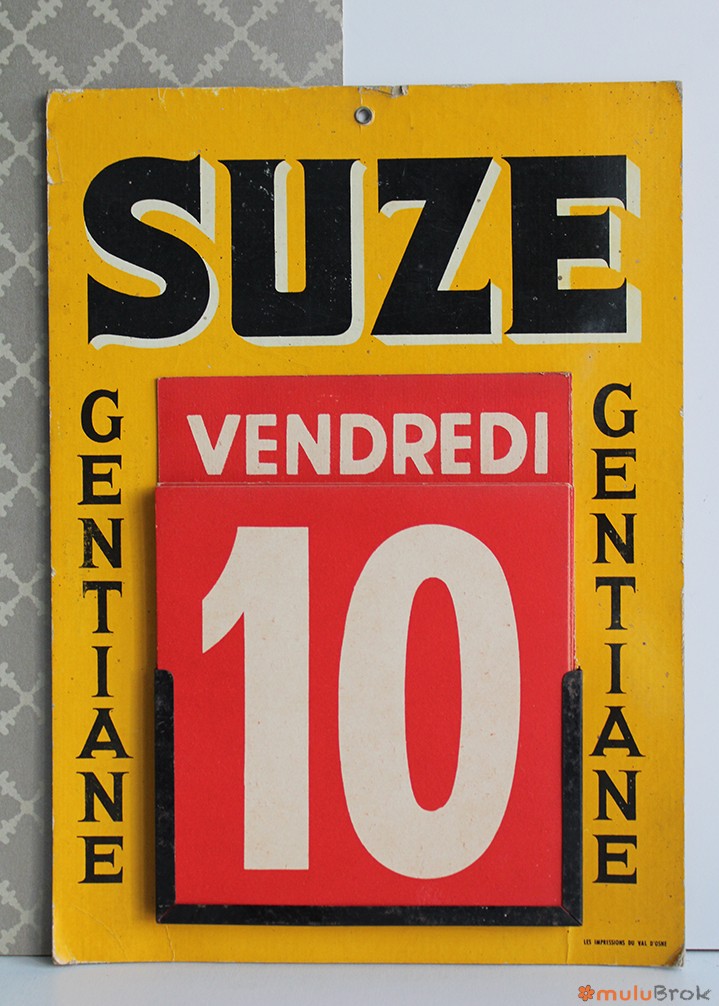 SUZE
GENTIANE
VENDREDI
10
GENTIANE
LES IMPRESSIONS DU VAL D'OSNE
muluBrok